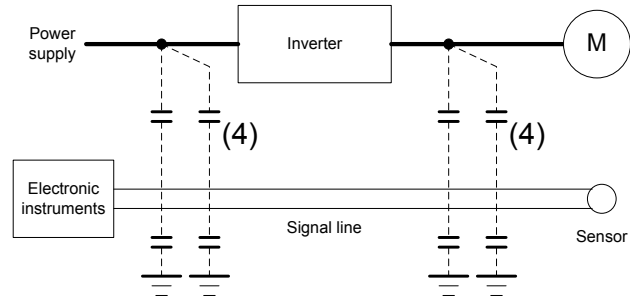 Power
supply
Inverter
M
(4)
(4)
Electronic
instruments
Signal line
Sensor